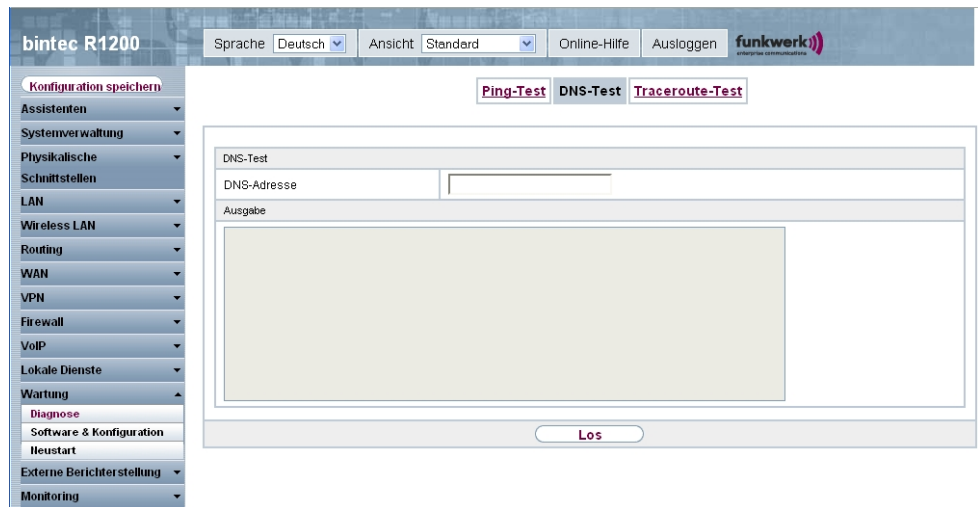 bintec R1200
Sprache Deutsch Ansicht Standard Online-Hilfe Ausloggen funkwerk
enterprise communications
Konfiguration speichern
Assistenten
Systemverwaltung
Physikalische
Schnittstellen
LAN
Wireless LAN
Routing
WAN
VPN
Firewall
VoIP
Lokale Dienste
Wartung
Diagnose
Software & Konfiguration
Neustart
Externe Berichterstellung
Monitoring
Ping-Test DNS-Test Traceroute-Test
DNS-Test
DNS-Adresse
Ausgabe
Los